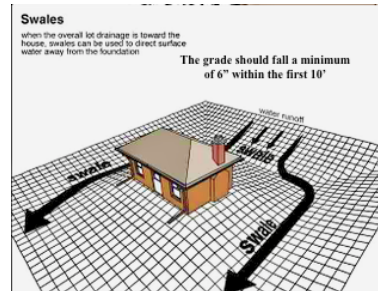 Swales
when the overall lot drainage is toward the
house, swales can be used to direct surface
water away from the foundation
The grade should fall a minimum
of 6” within the first 10’
water runoff
swale
swale
Swale